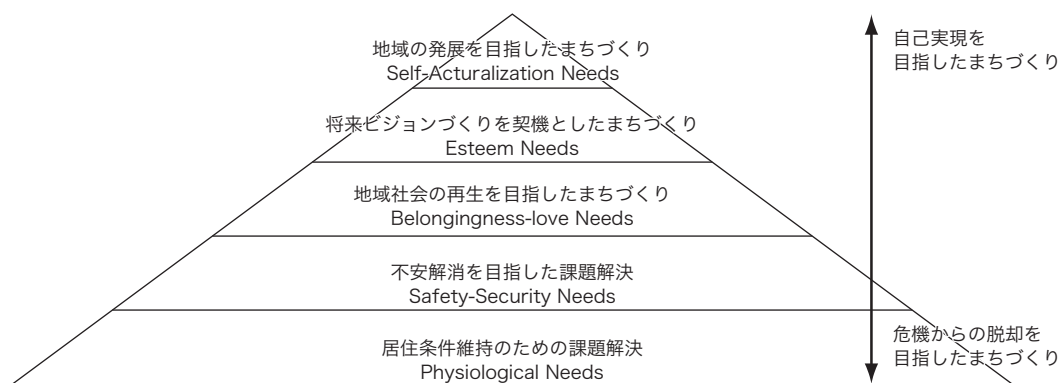 地域の発展を目指したまちづくり
Self-Acturalization Needs
自己実現を
目指したまちづくり
将来ビジョンづくりを契機としたまちづくり
Esteem Needs
地域社会の再生を目指したまちづくり
Belongingness-love Needs
不安解消を目指した課題解決
Safety-Security Needs
居住条件維持のための課題解決
Physiological Needs
危機からの脱却を
目指したまちづくり